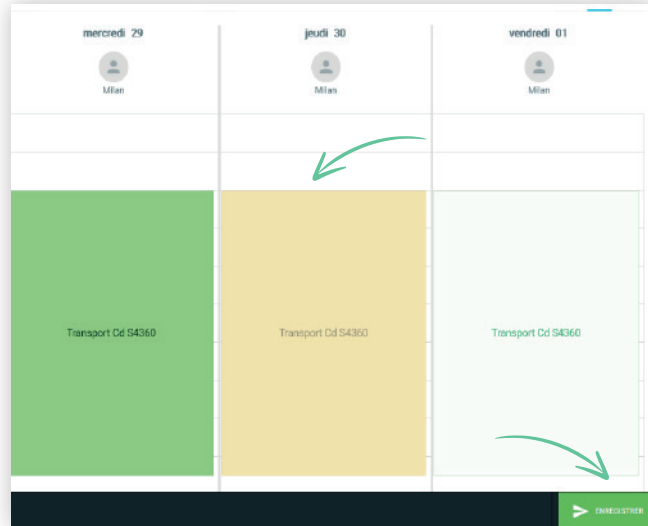 mercredi 29
jeudi 30
vendredi 01
Milan
Milan
Milan
Transport Cd S4360
Transport Cd S4360
Transport Cd S4360
ENREGISTRER